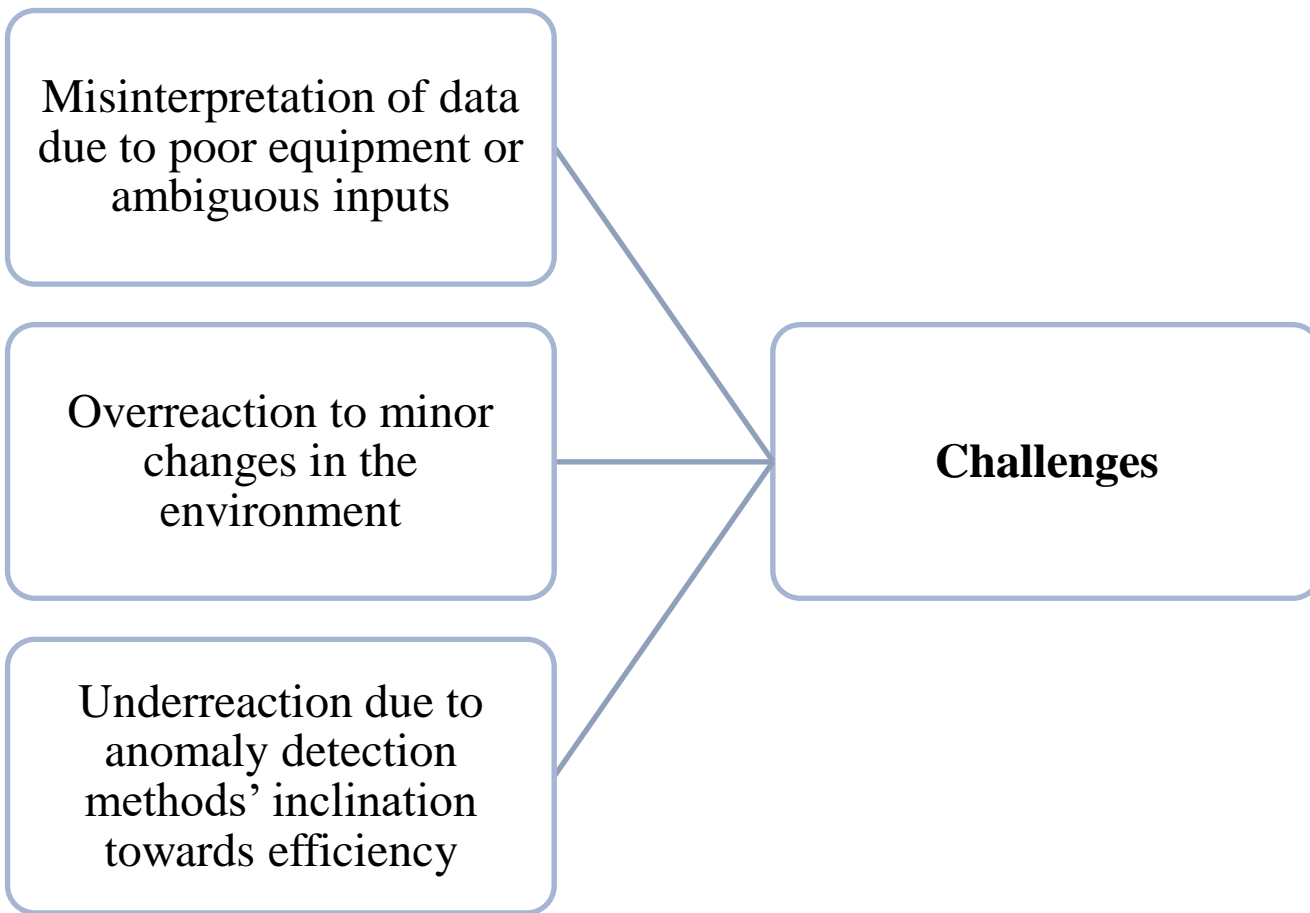 Misinterpretation of data
due to poor equipment or
ambiguous inputs
Overreaction to minor
changes in the
environment
Underreaction due to
anomaly detection
methods’ inclination
towards efficiency
Challenges